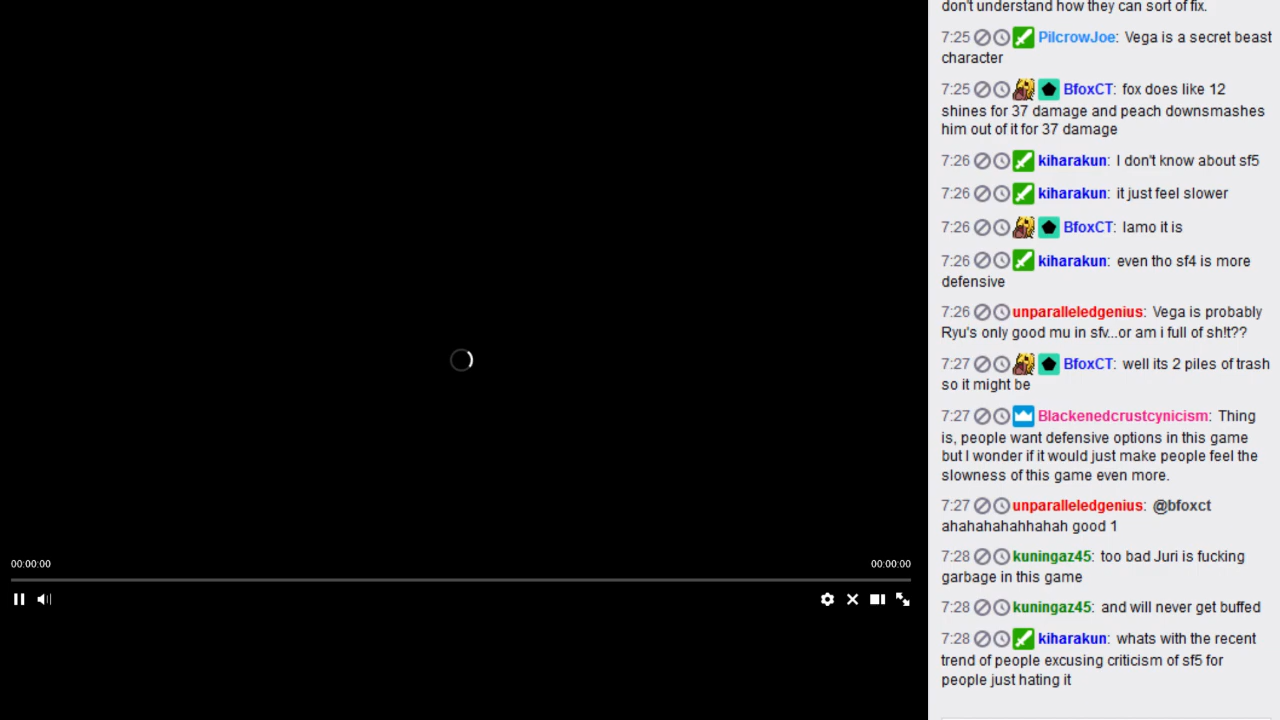 don't understand how they can sort of fix.
7:25 PilcrowJoe: Vega is a secret beast
character
7:25 BfoxCT: fox does like 12
shines for 37 damage and peach downsmashes
him out of it for 37 damage
7:26 kiharakun: I don't know about sf5
7:26 kiharakun: it just feel slower
7:26 BfoxCT: lamo it is
7:26 kiharakun: even tho sf4 is more
defensive
7:26 unparalleledgenius: Vega is probably
Ryu's only good mu in sfv...or am i full of sh!t??
7:27 BfoxCT: well its 2 piles of trash
so it might be
7:27 Blackenedcrustcynicism: Thing
is, people want defensive options in this game
but I wonder if it would just make people feel the
slowness of this game even more.
7:27 unparalleledgenius: @bfoxct
ahahahahahhahah good 1
7:28 kuningaz45: too bad Juri is fucking
garbage in this game
7:28 kuningaz45: and will never get buffed
7:28 kiharakun: whats with the recent
trend of people excusing criticism of sf5 for
people just hating it
00:00:00
00:00:00